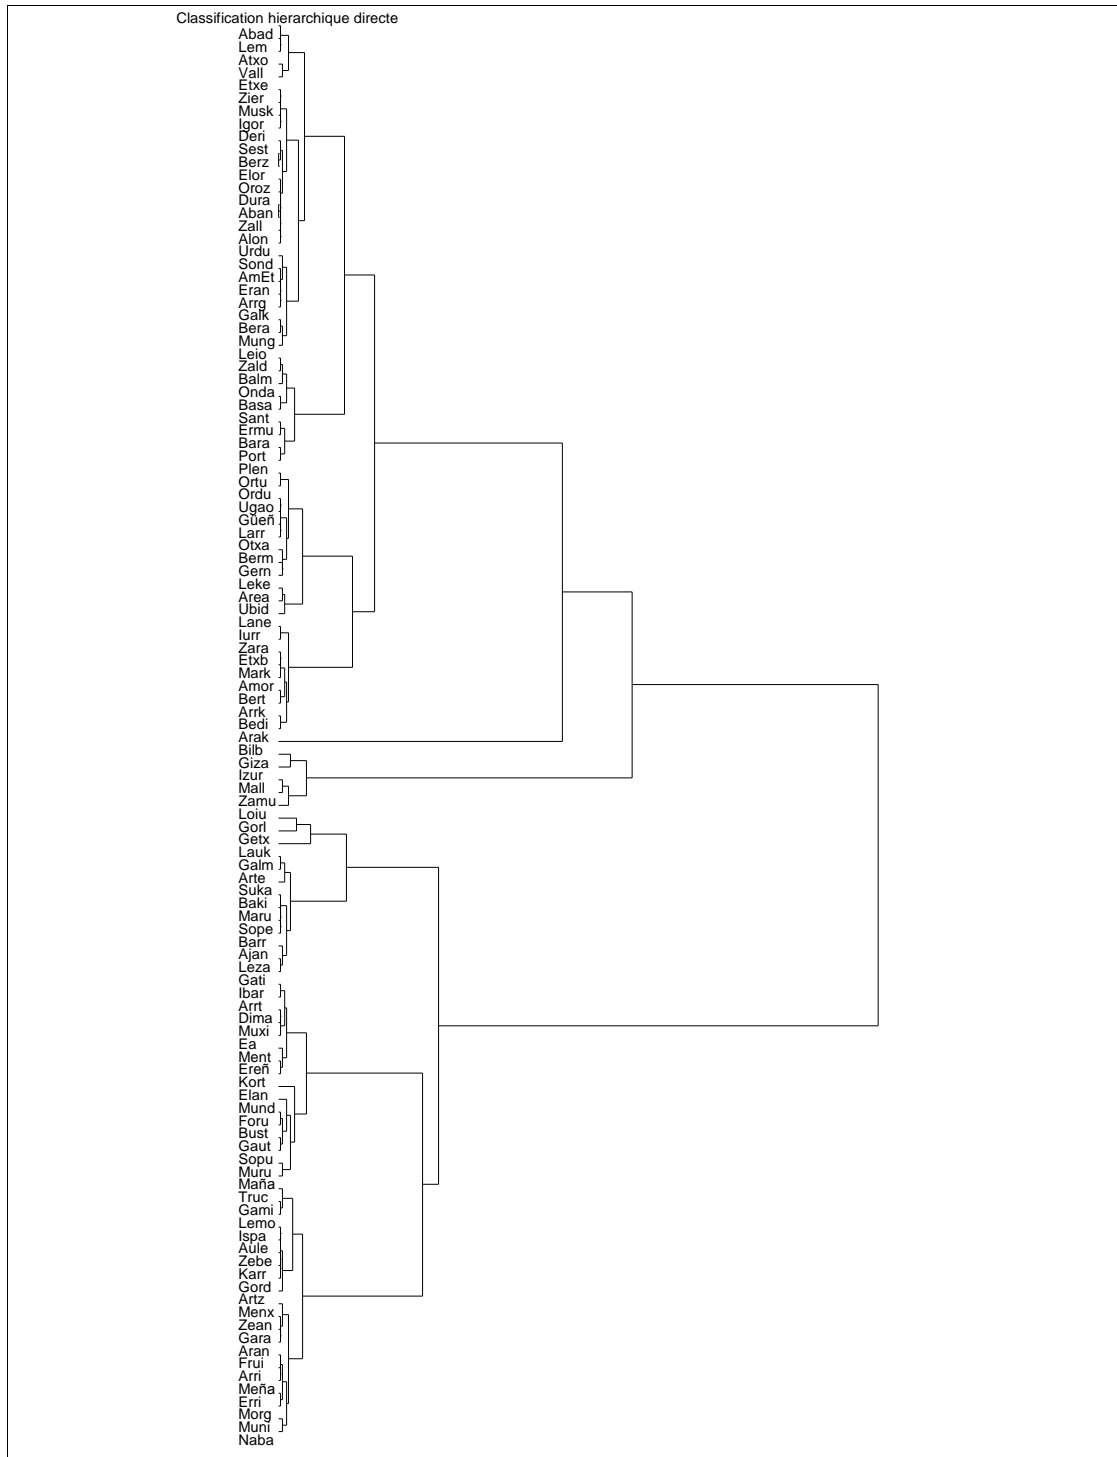 Classification hierarchique directe
Abad
Lem
Atxo
Vall
Etxe
Zier
Musk
Igor
Deri
Sest
Berz
Elor
Oroz
Dura
Aban
Zall
Alon
Urdu
Sond
AmEt
Eran
Arrg
Galk
Bera
Mung
Leio
Zald
Balm
Onda
Basa
Sant
Ermu
Bara
Port
Plen
Ortu
Ordu
Ugao
Gueñ
Larr
Otxa
Berm
Gern
Leke
Area
Ubid
Lane
Iurr
Zara
Etxb
Mark
Amor
Bert
Arrk
Bedi
Arak
Bilb
Giza
Izur
Mall
Zamu
Loiu
Gorl
Getx
Lauk
Galm
Arte
Suka
Baki
Maru
Sope
Barr
Ajan
Leza
Gati
Ibar
Arrt
Dima
Muxi
Ea
Ment
Ereñ
Kort
Elan
Mund
Foru
Bust
Gaut
Sopu
Muru
Maña
Truc
Gami
Lemo
Ispa
Aule
Zebe
Karr
Gord
Artz
Menx
Zean
Gara
Aran
Frui
Arri
Meña
Erri
Morg
Muni
Naba